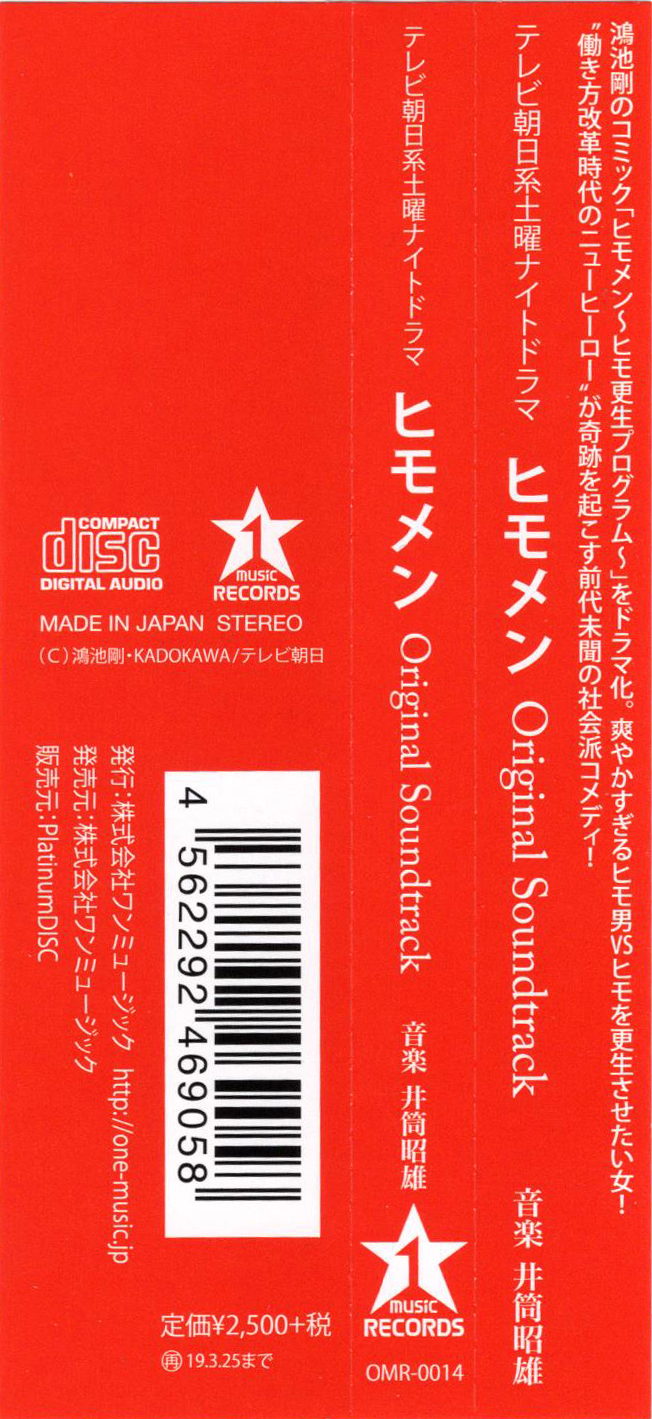 鴻池剛のコミック「ヒモメン〜ヒモ更生プログラム〜」をドラマ化。爽やかすぎるヒモ男VSヒモを更生させたい女！
“働き方改革時代のニューヒーロー”が奇跡を起こす前代未聞の社会派コメディ！
テレビ朝日系土曜ナイトドラマ
ヒモメン Original Soundtrack
音楽 井筒昭雄
テレビ朝日系土曜ナイトドラマ
ヒモメン Original Soundtrack
音楽 井筒昭雄
1
music
RECORDS
OMR-0014
COMPACT
disc
DIGITAL AUDIO
1
music
RECORDS
MADE IN JAPAN STEREO
（C）鴻池剛・KADOKAWA/テレビ朝日
4 562292 469058
発行：株式会社ワンミュージック http://one-music.jp
発売元：株式会社ワンミュージック
販売元：PlatinumDISC
定価¥2,500+税
再 19.3.25まで